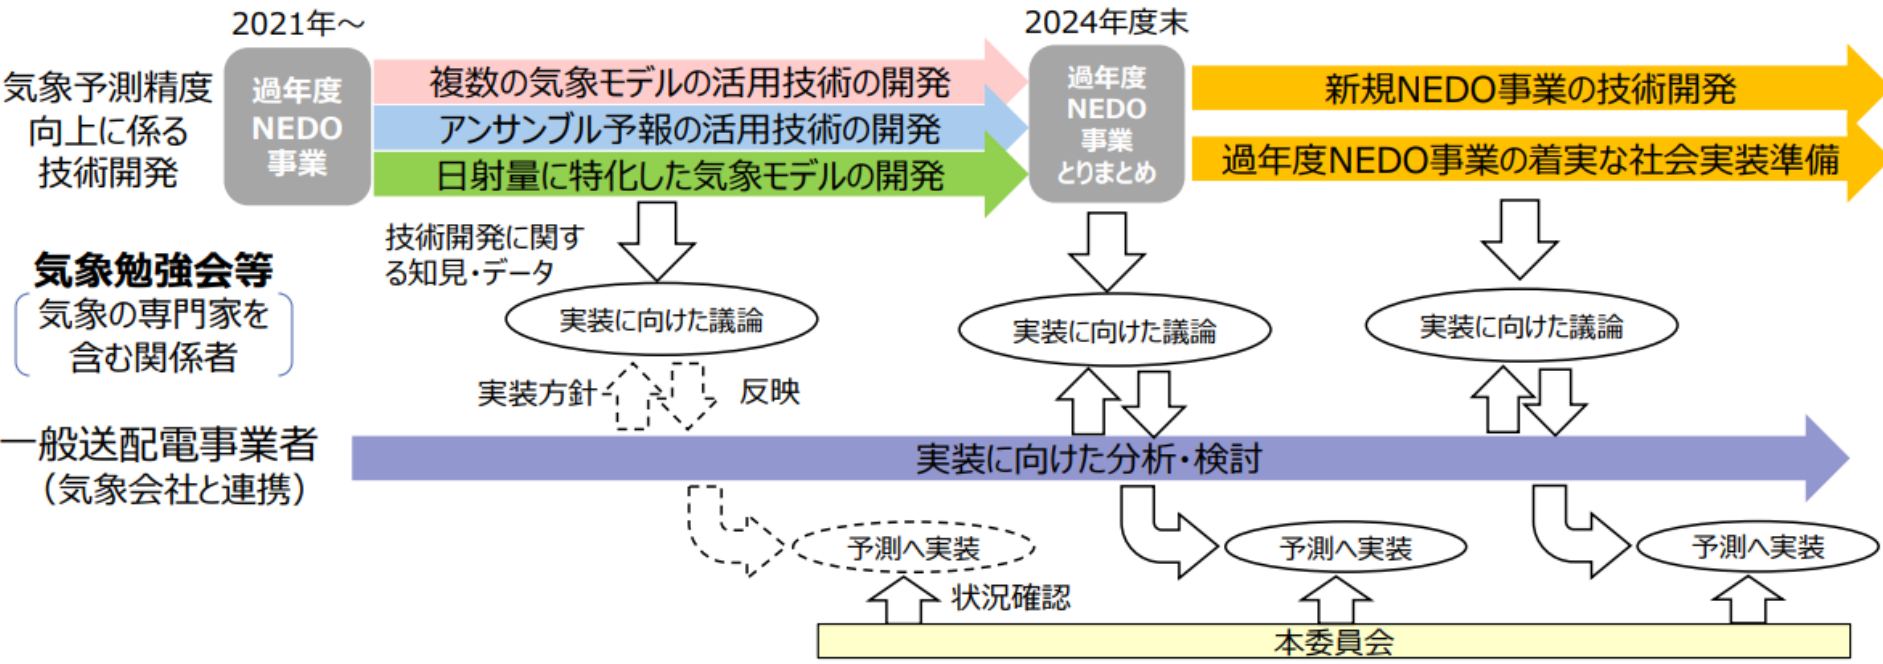 2021年～
2024年度末
気象予測精度
向上に係る
技術開発
過年度
NEDO
事業
複数の気象モデルの活用技術の開発
アンサンブル予報の活用技術の開発
日射量に特化した気象モデルの開発
過年度
NEDO
事業
とりまとめ
新規NEDO事業の技術開発
過年度NEDO事業の着実な社会実装準備
技術開発に関す
る知見・データ
気象勉強会等
気象の専門家を
含む関係者
実装に向けた議論
実装に向けた議論
実装に向けた議論
実装方針
反映
一般送配電事業者
（気象会社と連携）
実装に向けた分析・検討
予測へ実装
予測へ実装
予測へ実装
状況確認
本委員会